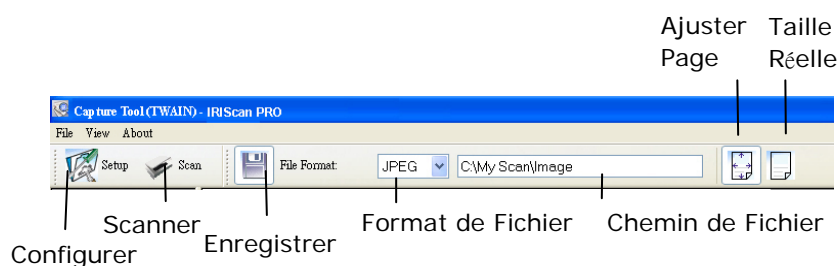 Ajuster Page
Taille Réelle
Capture Tool (TWAIN) - IRIScan PRO
File View About
Setup Scan File Format: JPEG C:\My Scan\Image
Configurer
Scanner
Enregistrer
Format de Fichier
Chemin de Fichier